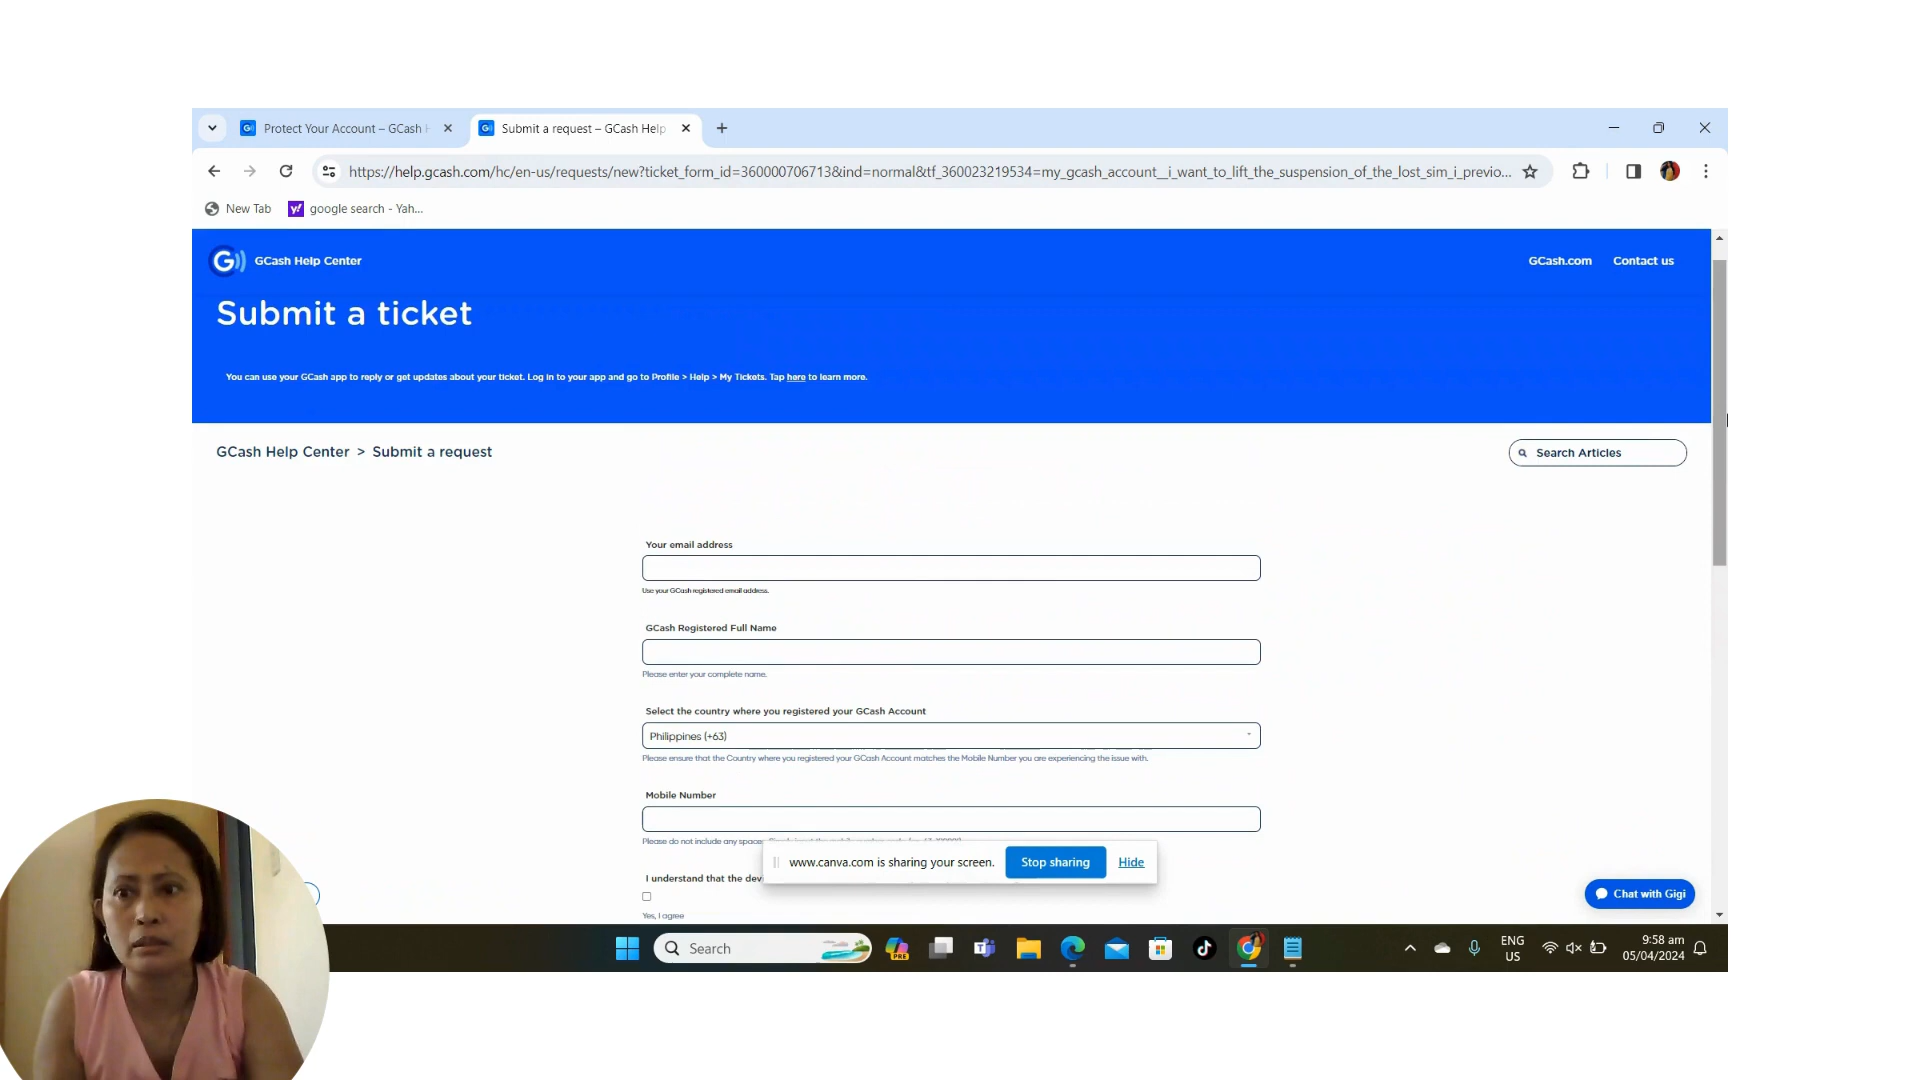 Protect Your Account – GCash H
Submit a request – GCash Help
https://help.gcash.com/hc/en-us/requests/new?ticket_form_id=360000706713&ind=normal&tf_360023219534=my_gcash_account__i_want_to_lift_the_suspension_of_the_lost_sim_i_previo...
New Tab
google search - Yah...
GCash Help Center
GCash.com
Contact us
Submit a ticket
You can use your GCash app to reply or get updates about your ticket. Log in to your app and go to Profile > Help > My Tickets. Tap here to learn more.
GCash Help Center > Submit a request
Search Articles
Your email address
Use your GCash registered email address.
GCash Registered Full Name
Please enter your complete name.
Select the country where you registered your GCash Account
Philippines (+63)
Please ensure that the Country where you registered your GCash Account matches the Mobile Number you are experiencing the issue with.
Mobile Number
Please do not include any spaces
www.canva.com is sharing your screen.
Stop sharing
Hide
I understand that the dev
Yes, I agree
Chat with Gigi
Search
PRE
ENG
US
9:58 am
05/04/2024